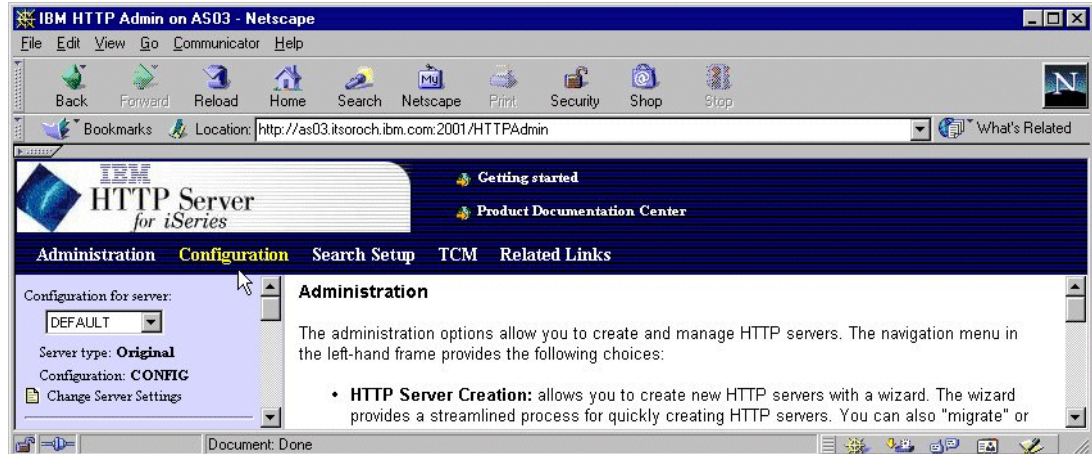 IBM HTTP Admin on AS03 - Netscape
File Edit View Go Communicator Help
Back Forward Reload Home Search Netscape Print Security Shop Stop
My
N
Bookmarks Location: http://as03.itsoroch.ibm.com:2001/HTTPAdmin What's Related
IBM
HTTP Server
for iSeries
Getting started
Product Documentation Center
Administration Configuration Search Setup TCM Related Links
Configuration for server:
DEFAULT
Server type: Original
Configuration: CONFIG
Change Server Settings
Administration
The administration options allow you to create and manage HTTP servers. The navigation menu in
the left-hand frame provides the following choices:
• HTTP Server Creation: allows you to create new HTTP servers with a wizard. The wizard
provides a streamlined process for quickly creating HTTP servers. You can also "migrate" or
Document: Done